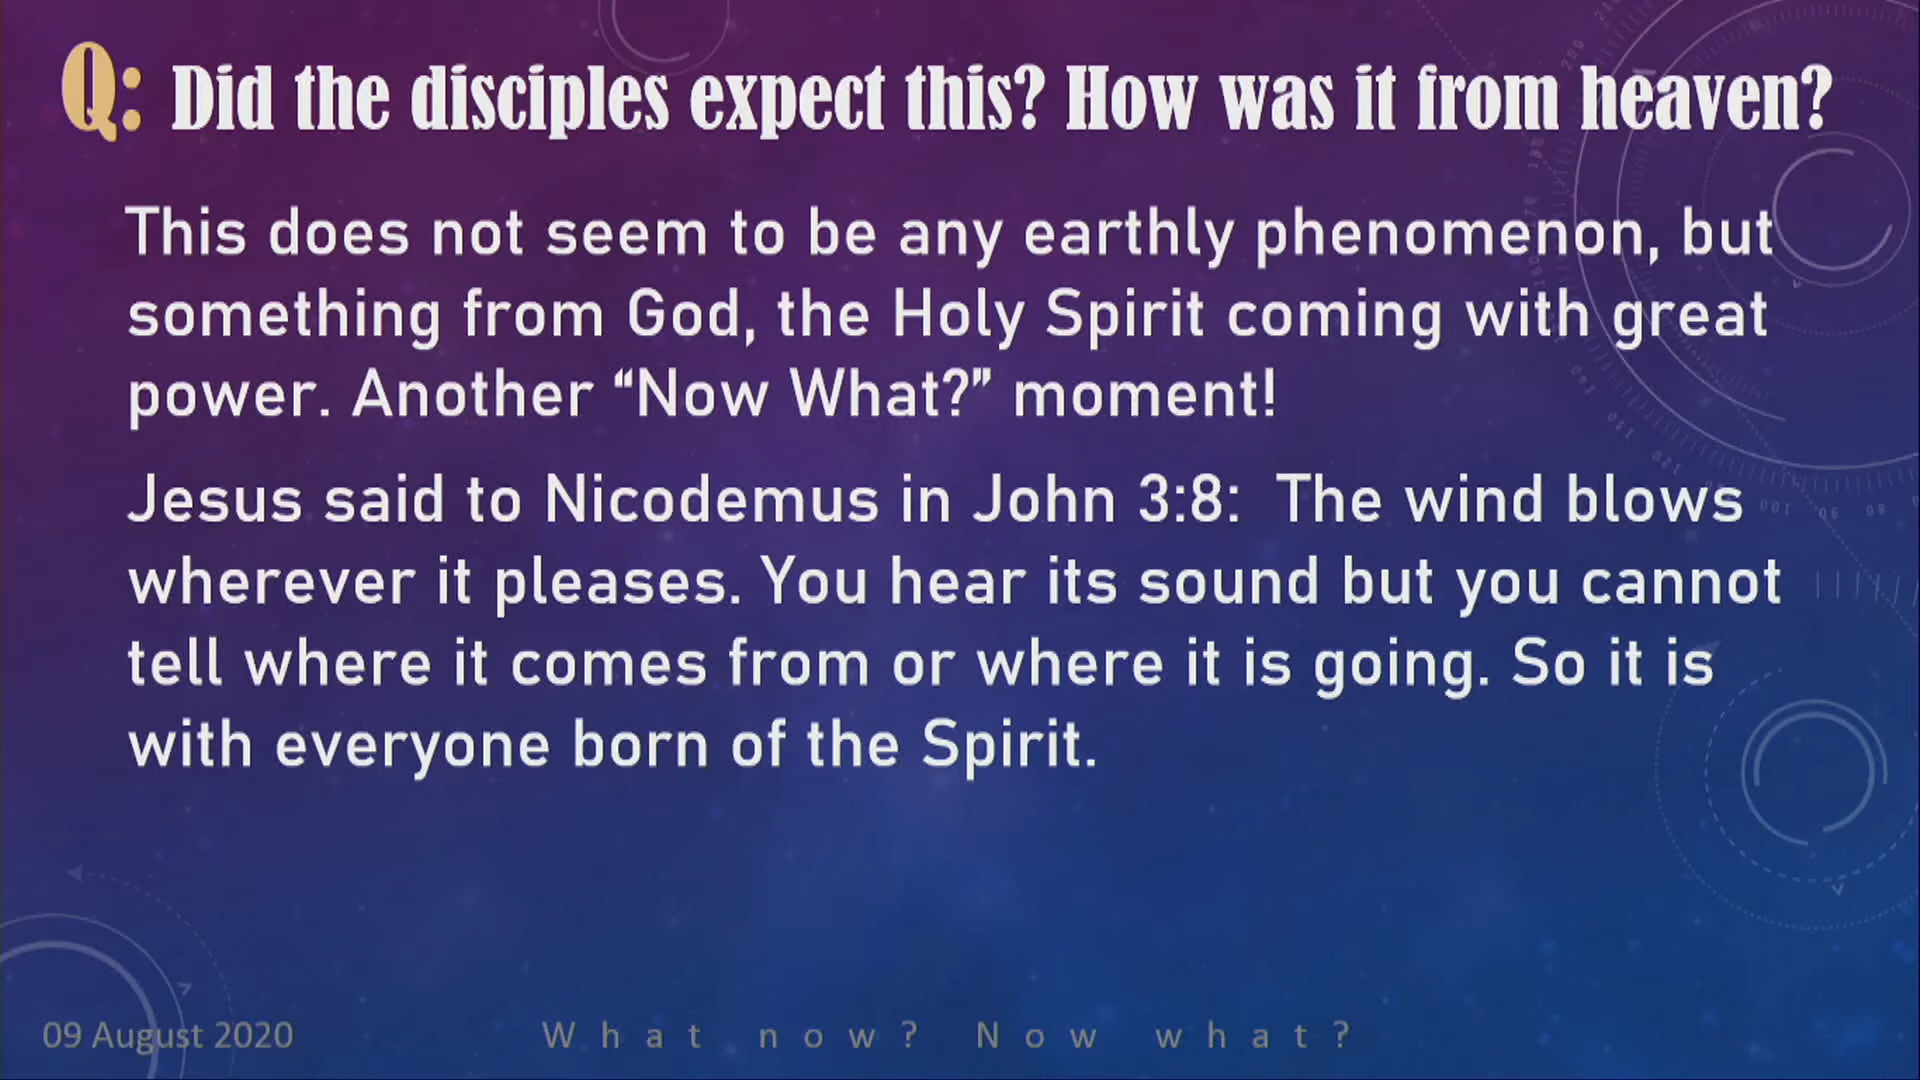 Q: Did the disciples expect this? How was it from heaven?
This does not seem to be any earthly phenomenon, but
something from God, the Holy Spirit coming with great
power. Another “Now What?” moment!
Jesus said to Nicodemus in John 3:8: The wind blows
wherever it pleases. You hear its sound but you cannot
tell where it comes from or where it is going. So it is
with everyone born of the Spirit.
09 August 2020
What now? Now what?